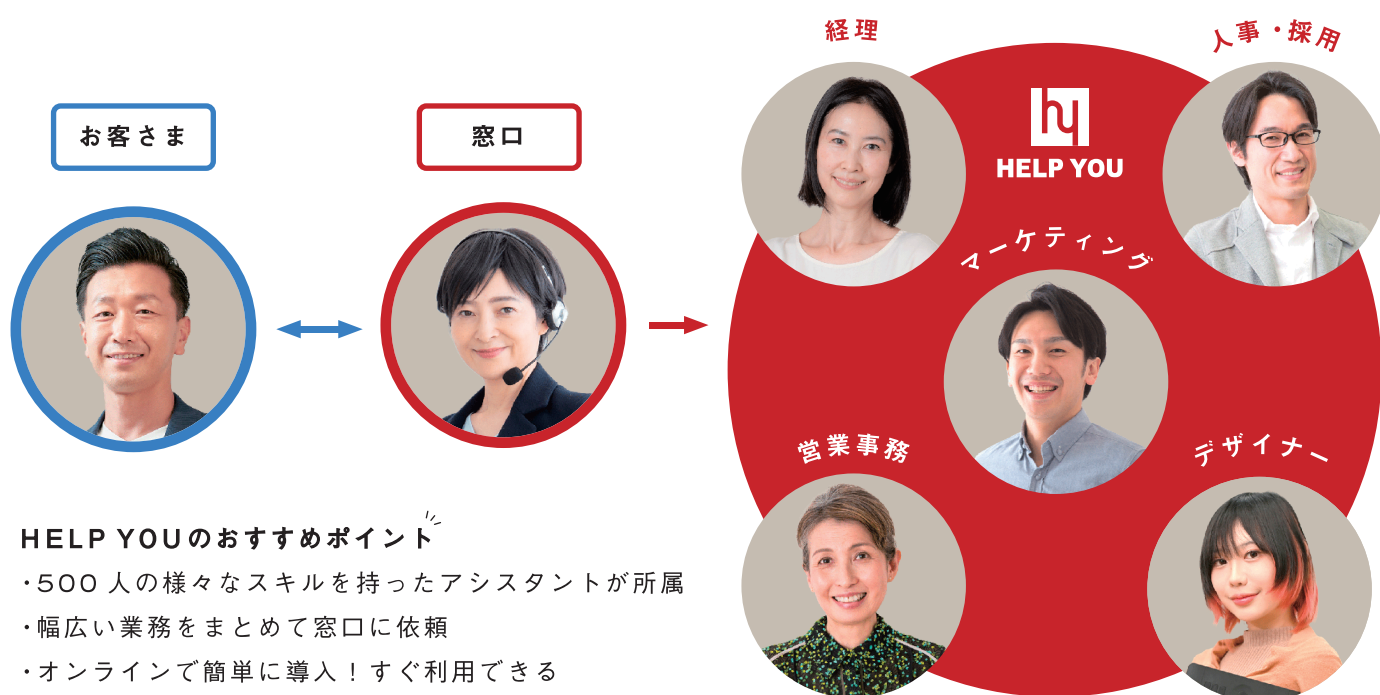 経理
人事・採用
お客さま
窓口
hy
HELP YOU
マーケティング
営業事務
デザイナー
HELP YOUのおすすめポイント
・500人の様々なスキルを持ったアシスタントが所属
・幅広い業務をまとめて窓口に依頼
・オンラインで簡単に導入！すぐ利用できる